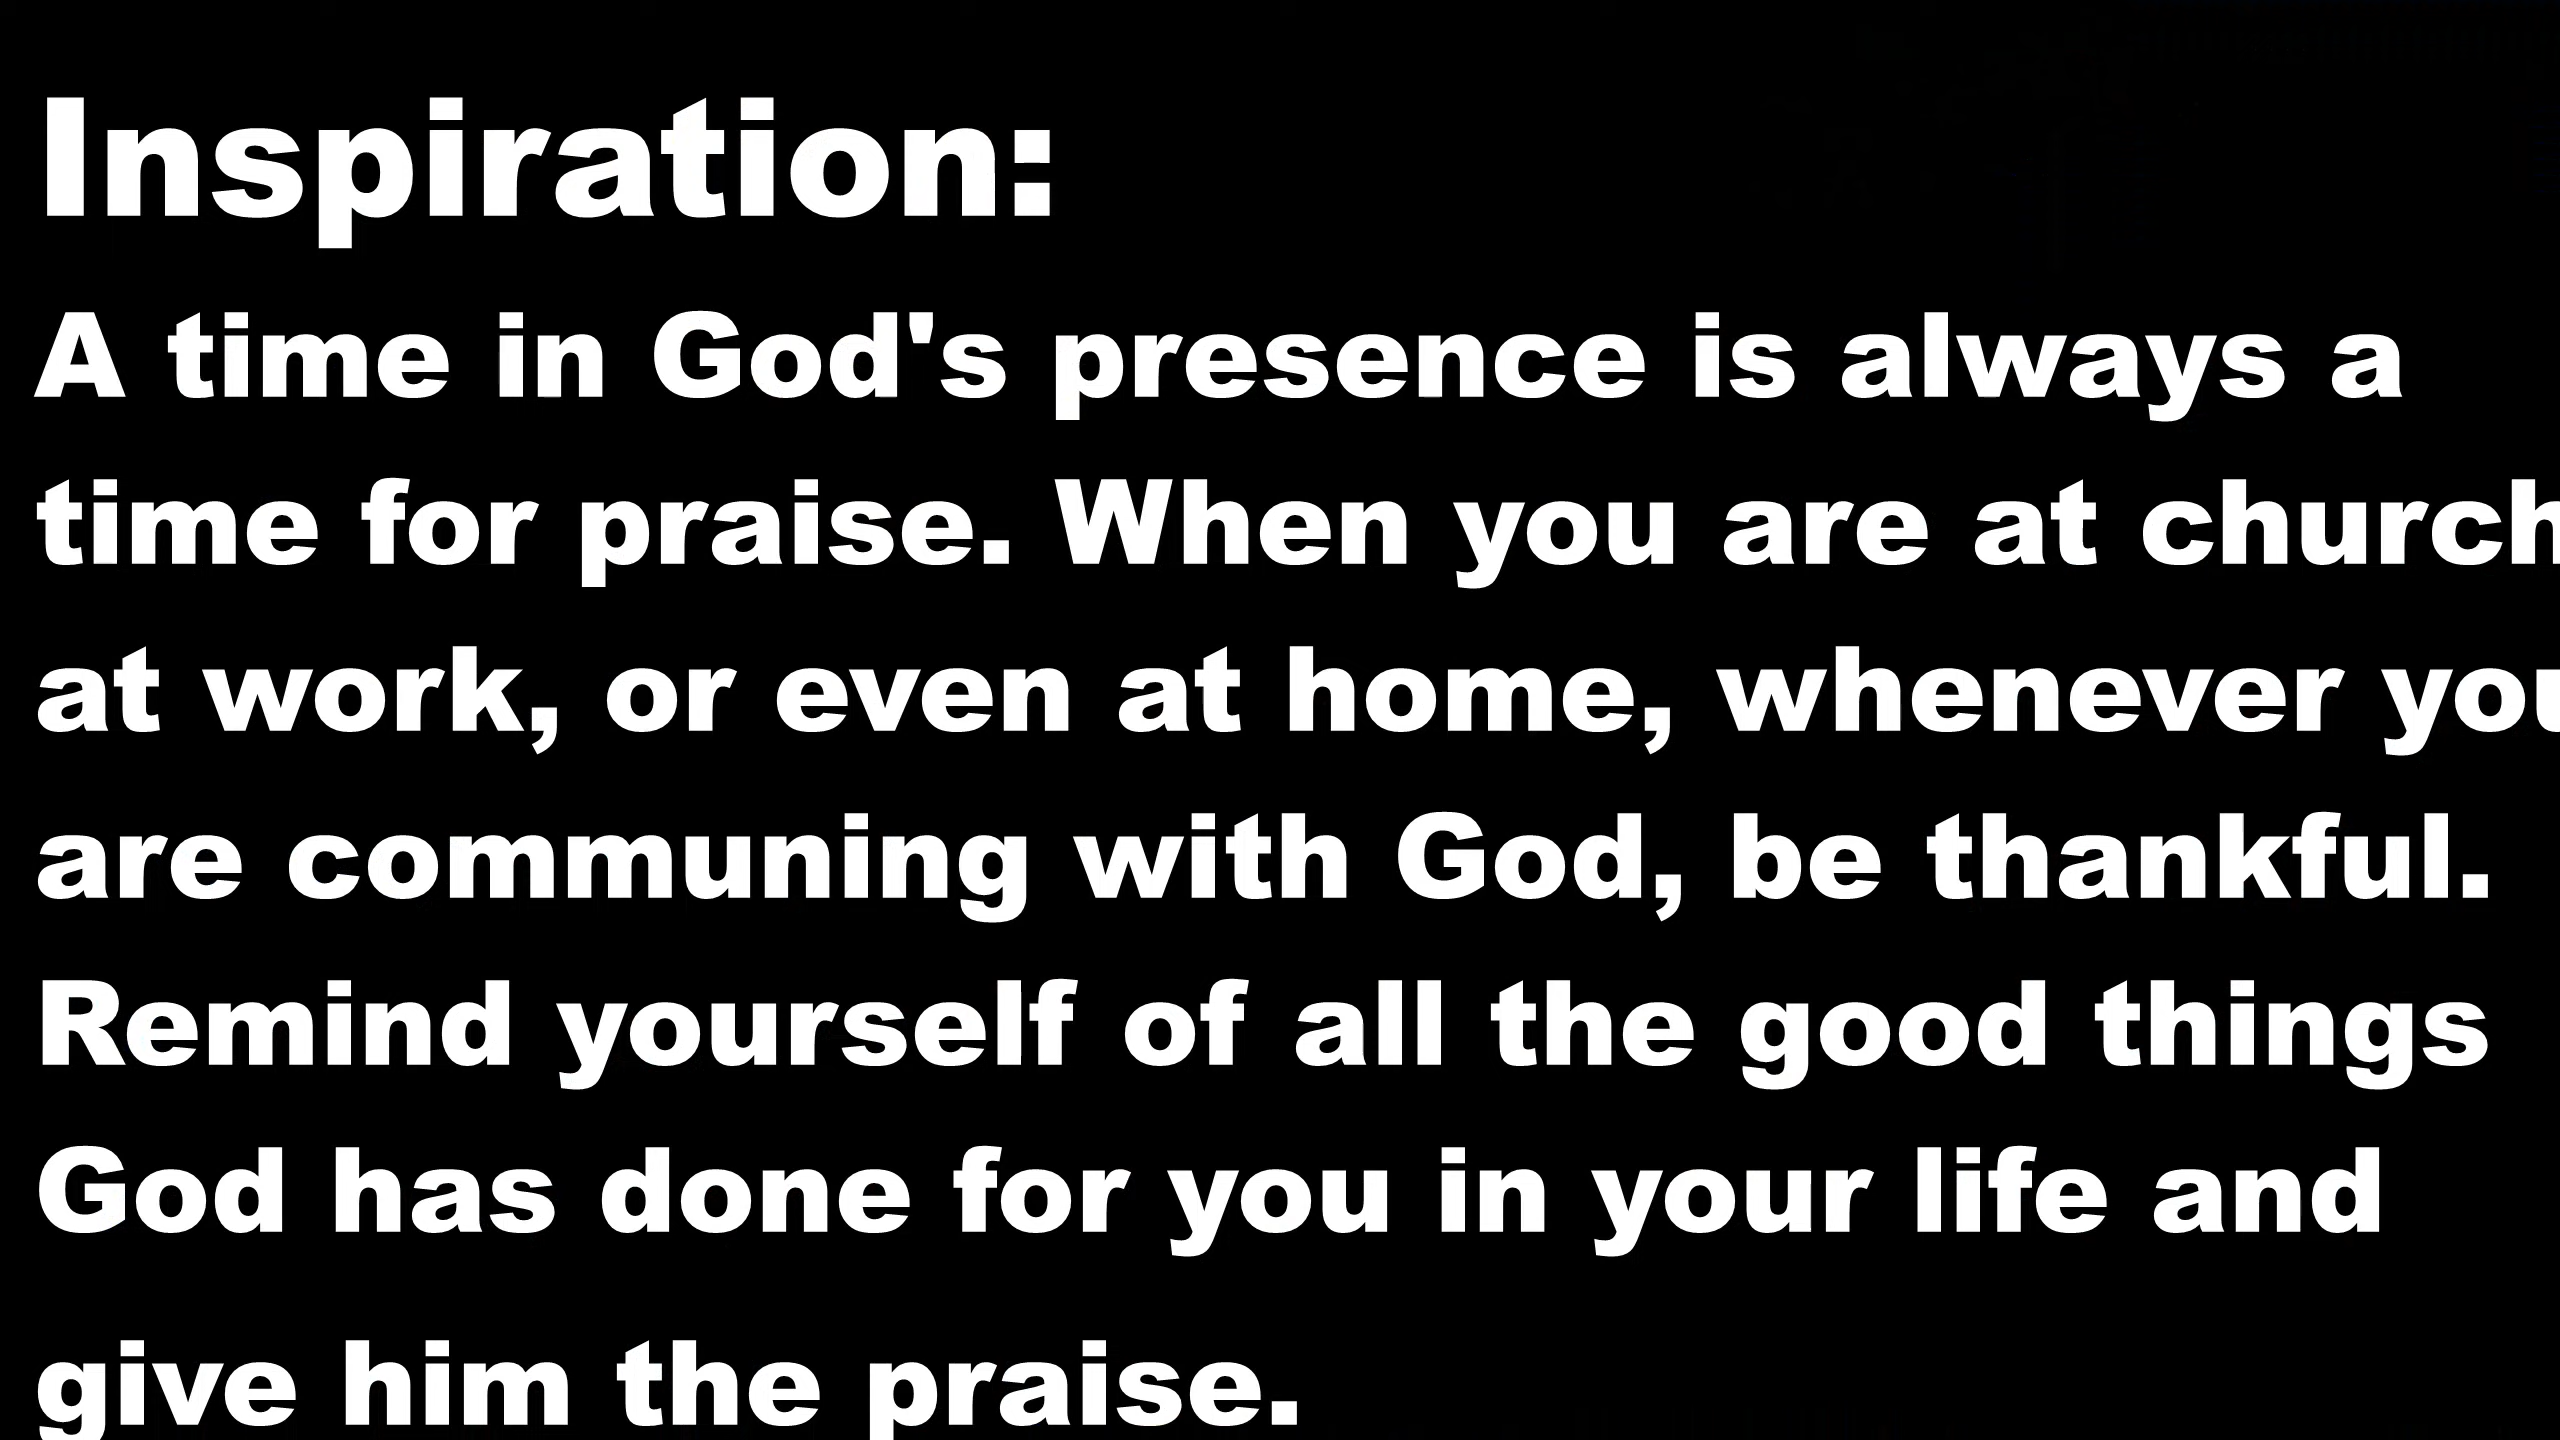 Inspiration:
A time in God's presence is always a
time for praise. When you are at church
at work, or even at home, whenever you
are communing with God, be thankful.
Remind yourself of all the good things
God has done for you in your life and
give him the praise.